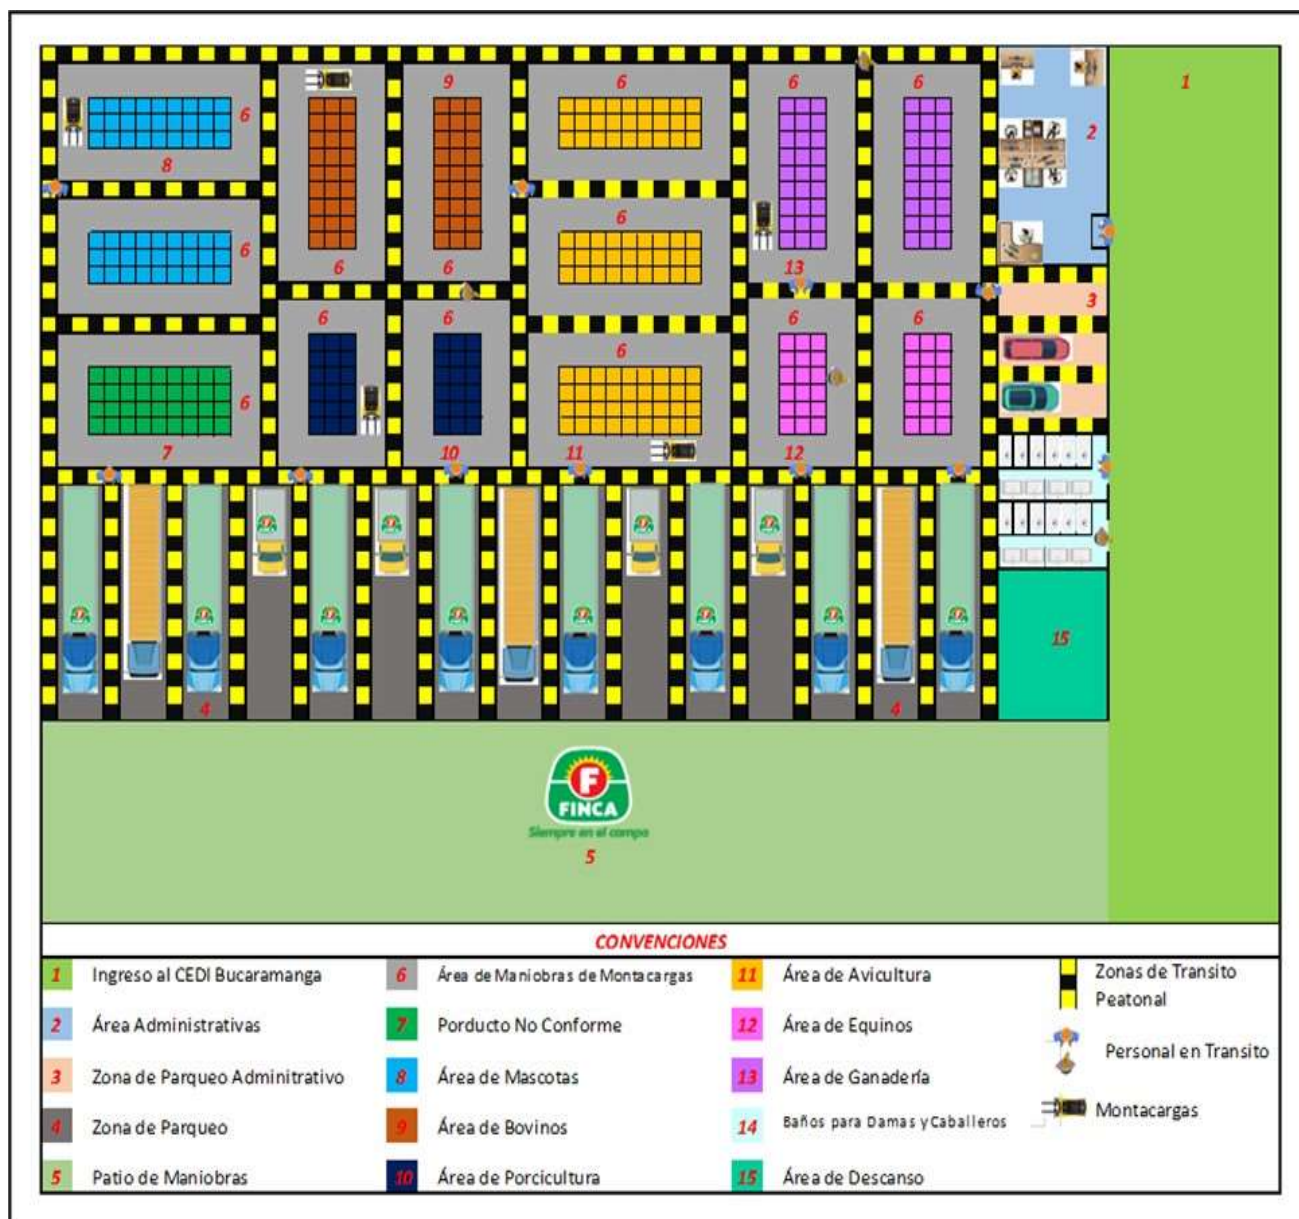 9
6
6
6
1
6
2
8
6
6
13
3
6
6
6
6
6
6
6
7
10
11
12
15
4
4
F
FINCA
Siempre en el campo
5
CONVENCIONES
1 Ingreso al CEDI Bucaramanga
2 Área Administrativas
3 Zona de Parqueo Adminitrativo
4 Zona de Parqueo
5 Patio de Maniobras
6 Área de Maniobras de Montacargas
7 Porducto No Conforme
8 Área de Mascotas
9 Área de Bovinos
10 Área de Porcicultura
11 Área de Avicultura
12 Área de Equinos
13 Área de Ganadería
14 Baños para Damas y Caballeros
15 Área de Descanso
Zonas de Transito
Peatonal
Personal en Transito
Montacargas